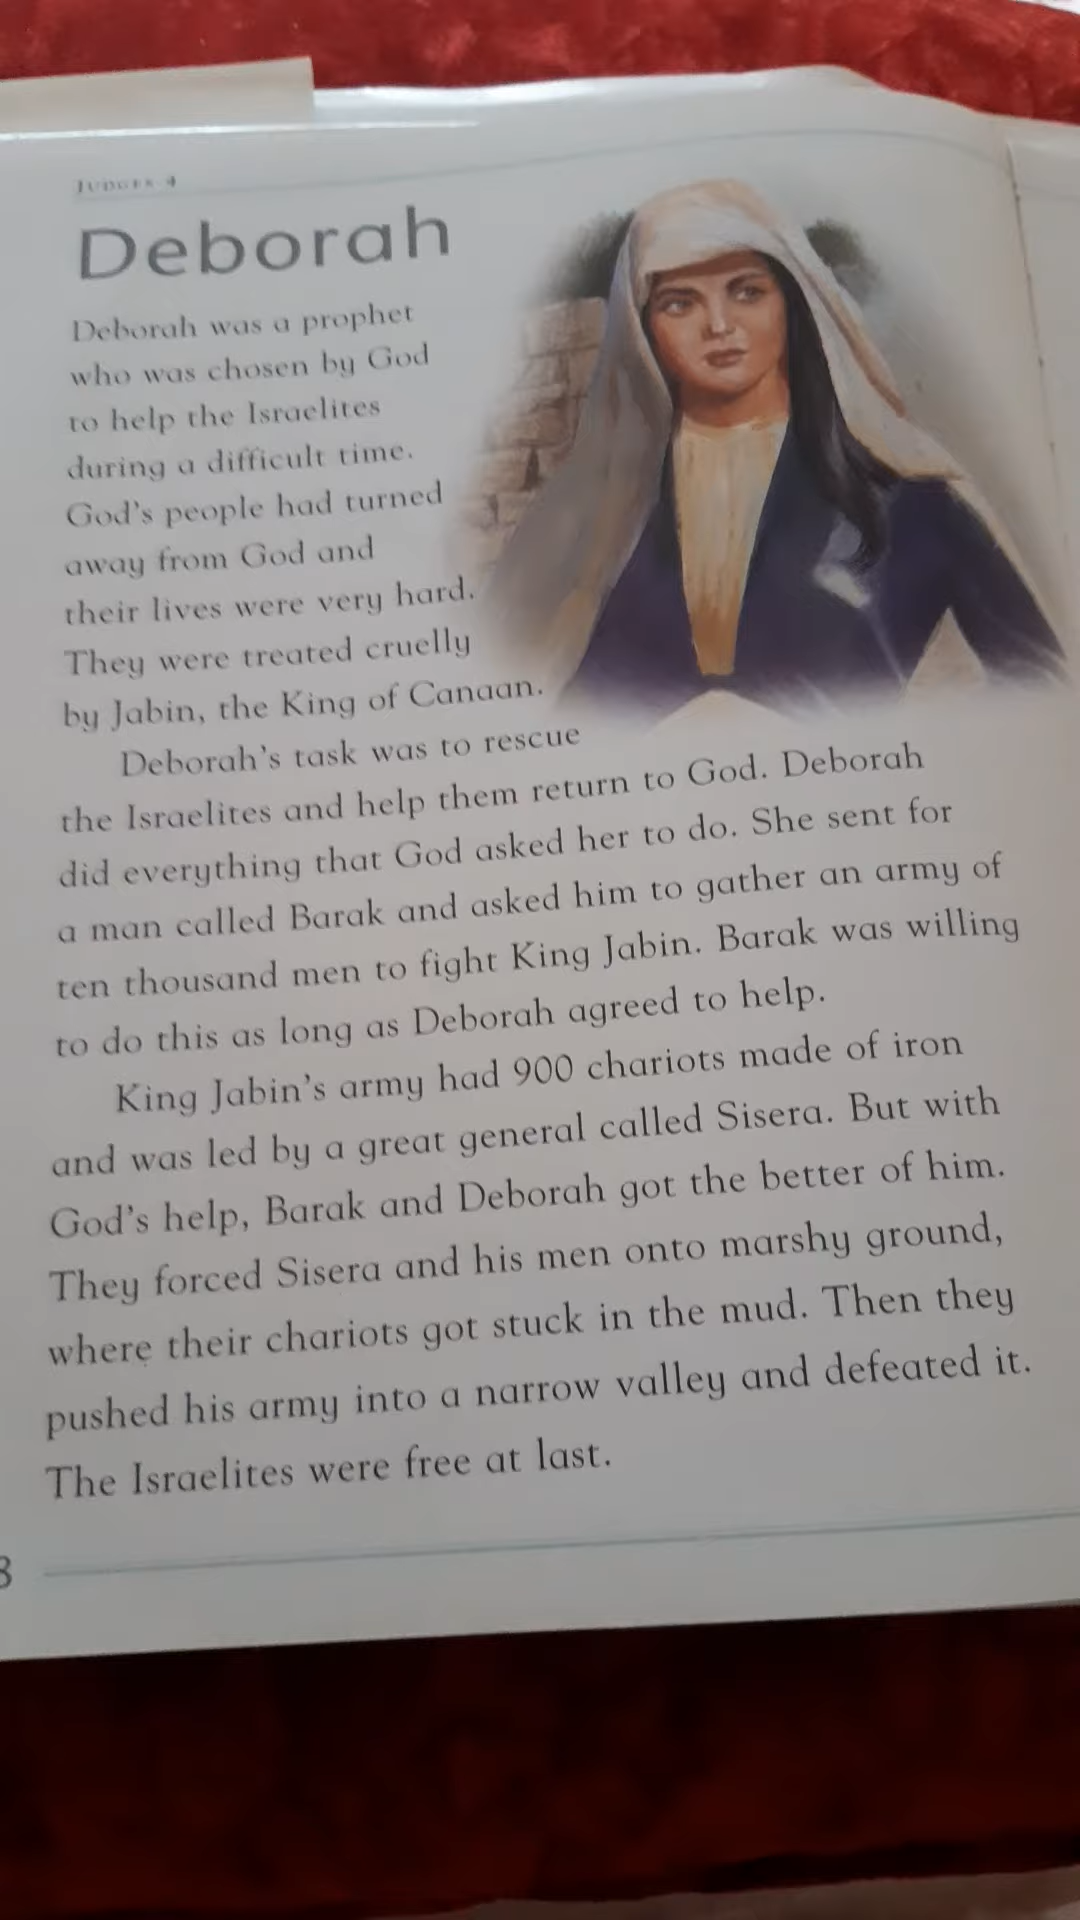 JUDGES 4
Deborah
Deborah was a prophet
who was chosen by God
to help the Israelites
during a difficult time.
God's people had turned
away from God and
their lives were very hard.
They were treated cruelly
by Jabin, the King of Canaan.
Deborah's task was to rescue
the Israelites and help them return to God. Deborah
did everything that God asked her to do. She sent for
a man called Barak and asked him to gather an army of
ten thousand men to fight King Jabin. Barak was willing
to do this as long as Deborah agreed to help.
King Jabin's army had 900 chariots made of iron
and was led by a great general called Sisera. But with
God's help, Barak and Deborah got the better of him.
They forced Sisera and his men onto marshy ground,
where their chariots got stuck in the mud. Then they
pushed his army into a narrow valley and defeated it.
The Israelites were free at last.